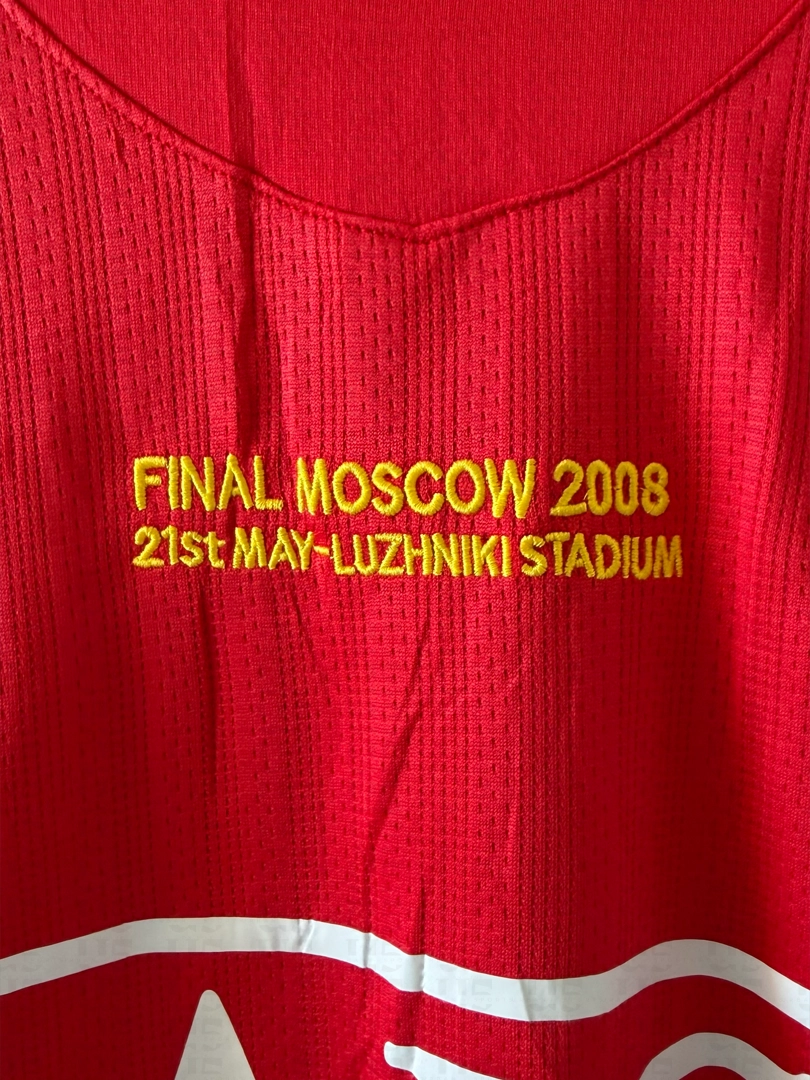 FINAL MOSCOW 2008
21st MAY-LUZHNIKI STADIUM